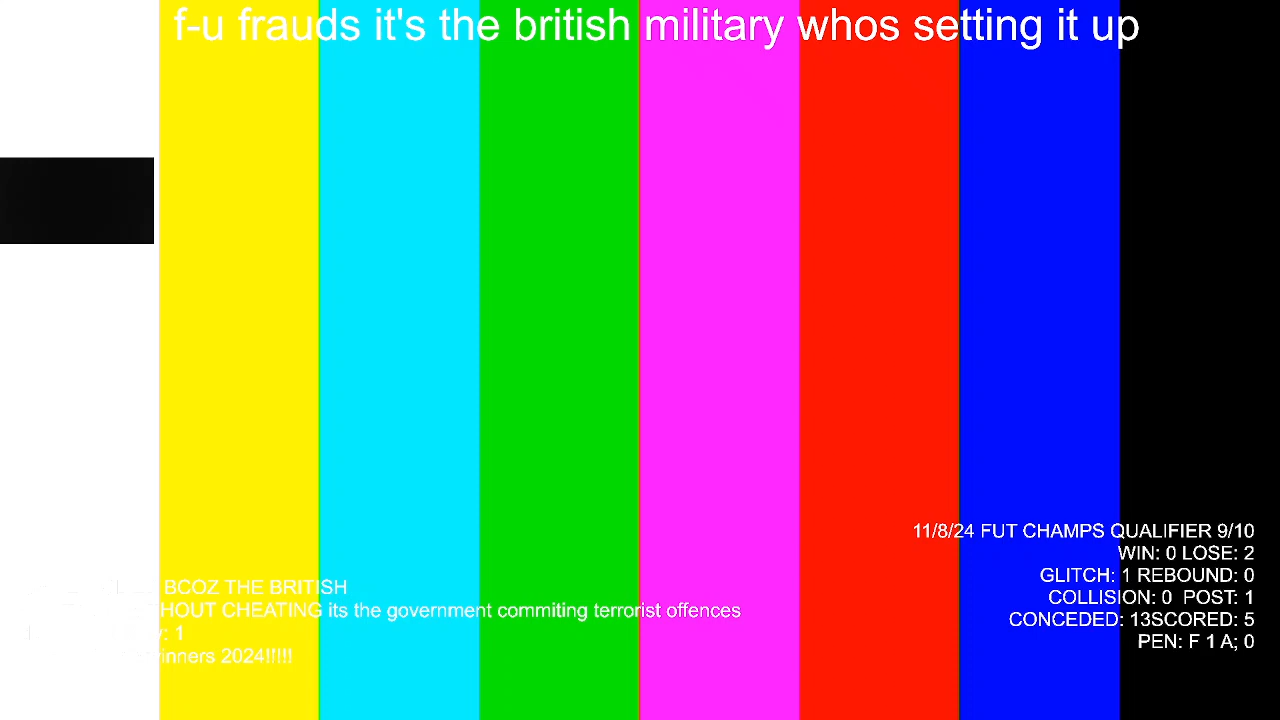 f-u frauds it's the british military whos setting it up
11/8/24 FUT CHAMPS QUALIFIER 9/10
WIN: 0 LOSE: 2
GLITCH: 1 REBOUND: 0
COLLISION: 0 POST: 1
CONCEDED: 13SCORED: 5
PEN: F 1 A; 0
BCOZ THE BRITISH
HOUT CHEATING its the government commiting terrorist offences
: 1
inners 2024!!!!!